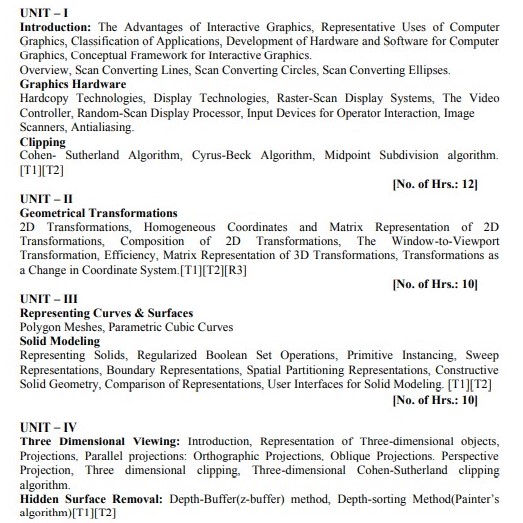 UNIT – I
Introduction: The Advantages of Interactive Graphics, Representative Uses of Computer
Graphics, Classification of Applications, Development of Hardware and Software for Computer
Graphics, Conceptual Framework for Interactive Graphics.
Overview, Scan Converting Lines, Scan Converting Circles, Scan Converting Ellipses.
Graphics Hardware
Hardcopy Technologies, Display Technologies, Raster-Scan Display Systems, The Video
Controller, Random-Scan Display Processor, Input Devices for Operator Interaction, Image
Scanners, Antialiasing.
Clipping
Cohen- Sutherland Algorithm, Cyrus-Beck Algorithm, Midpoint Subdivision algorithm.
[T1][T2]
[No. of Hrs.: 12]
UNIT – II
Geometrical Transformations
2D Transformations, Homogeneous Coordinates and Matrix Representation of 2D
Transformations, Composition of 2D Transformations, The Window-to-Viewport
Transformation, Efficiency, Matrix Representation of 3D Transformations, Transformations as
a Change in Coordinate System.[T1][T2][R3]
[No. of Hrs.: 10]
UNIT – III
Representing Curves & Surfaces
Polygon Meshes, Parametric Cubic Curves
Solid Modeling
Representing Solids, Regularized Boolean Set Operations, Primitive Instancing, Sweep
Representations, Boundary Representations, Spatial Partitioning Representations, Constructive
Solid Geometry, Comparison of Representations, User Interfaces for Solid Modeling. [T1][T2]
[No. of Hrs.: 10]
UNIT – IV
Three Dimensional Viewing: Introduction, Representation of Three-dimensional objects,
Projections, Parallel projections: Orthographic Projections, Oblique Projections. Perspective
Projection, Three dimensional clipping, Three-dimensional Cohen-Sutherland clipping
algorithm.
Hidden Surface Removal: Depth-Buffer(z-buffer) method, Depth-sorting Method(Painter's
algorithm)[T1][T2]